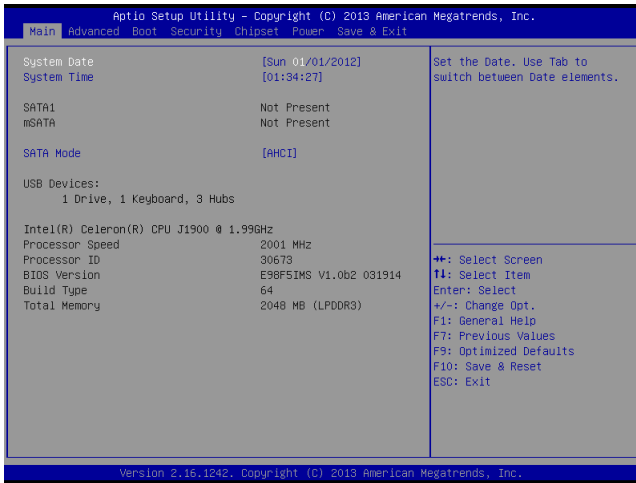 Aptio Setup Utility – Copyright (C) 2013 American Megatrends, Inc.
Main Advanced Boot Security Chipset Power Save & Exit
System Date [Sun 01/01/2012]
System Time [01:34:27]
SATA1 Not Present
mSATA Not Present
SATA Mode [AHCI]
USB Devices:
1 Drive, 1 Keyboard, 3 Hubs
Intel(R) Celeron(R) CPU J1900 @ 1.99GHz
Processor Speed 2001 MHz
Processor ID 30673
BIOS Version E98F5IMS V1.0b2 031914
Build Type 64
Total Memory 2048 MB (LPDDR3)
Set the Date. Use Tab to
switch between Date elements.
→←: Select Screen
↑↓: Select Item
Enter: Select
+/-: Change Opt.
F1: General Help
F7: Previous Values
F9: Optimized Defaults
F10: Save & Reset
ESC: Exit
Version 2.16.1242. Copyright (C) 2013 American Megatrends, Inc.